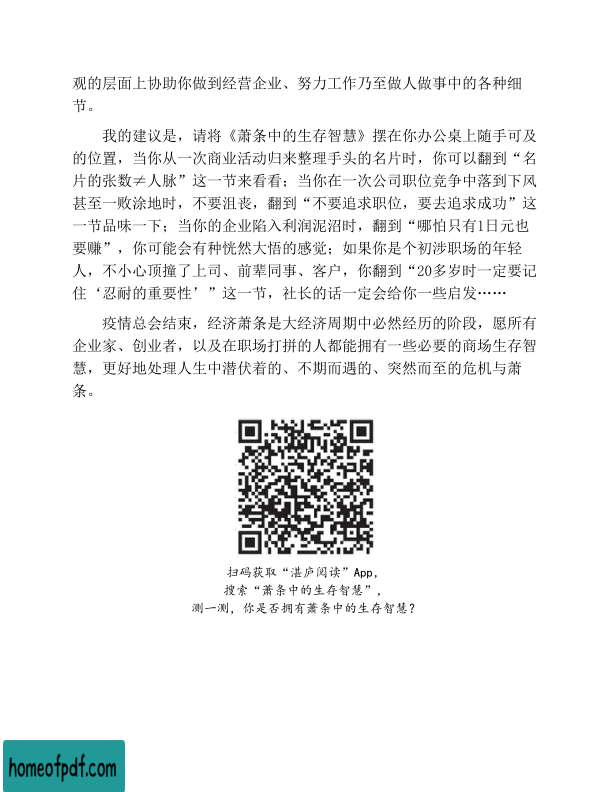 观的层面上协助你做到经营企业、努力工作乃至做人做事中的各种细
节。
我的建议是，请将《萧条中的生存智慧》摆在你办公桌上随手可及
的位置，当你从一次商业活动归来整理手头的名片时，你可以翻到“名
片的张数≠人脉”这一节来看看；当你在一次公司职位竞争中落到下风
甚至一败涂地时，不要沮丧，翻到“不要追求职位，要去追求成功”这
一节品味一下；当你的企业陷入利润泥沼时，翻到“哪怕只有1日元也
要赚”，你可能会有种恍然大悟的感觉；如果你是个初涉职场的年轻
人，不小心顶撞了上司、前辈同事、客户，你翻到“20多岁时一定要记
住‘忍耐的重要性’”这一节，社长的话一定会给你一些启发……
疫情总会结束，经济萧条是大经济周期中必然经历的阶段，愿所有
企业家、创业者，以及在职场打拼的人都能拥有一些必要的商场生存智
慧，更好地处理人生中潜伏着的、不期而遇的、突然而至的危机与萧
条。
扫码获取“湛庐阅读”App，
搜索“萧条中的生存智慧”，
测一测，你是否拥有萧条中的生存智慧？
homeofpdf.com